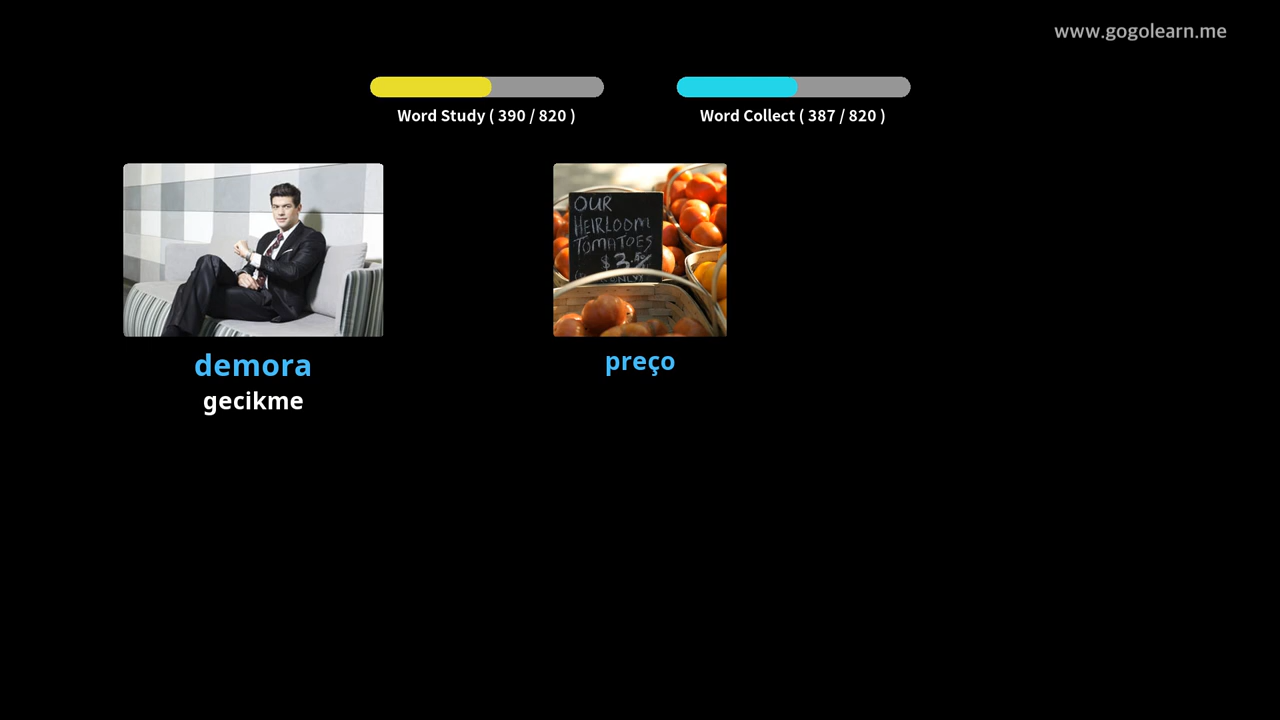 www.gogolearn.me
Word Study ( 390 / 820 )
Word Collect ( 387 / 820 )
OUR
HEIRLOOM
TOMATOES
demora
gecikme
preço